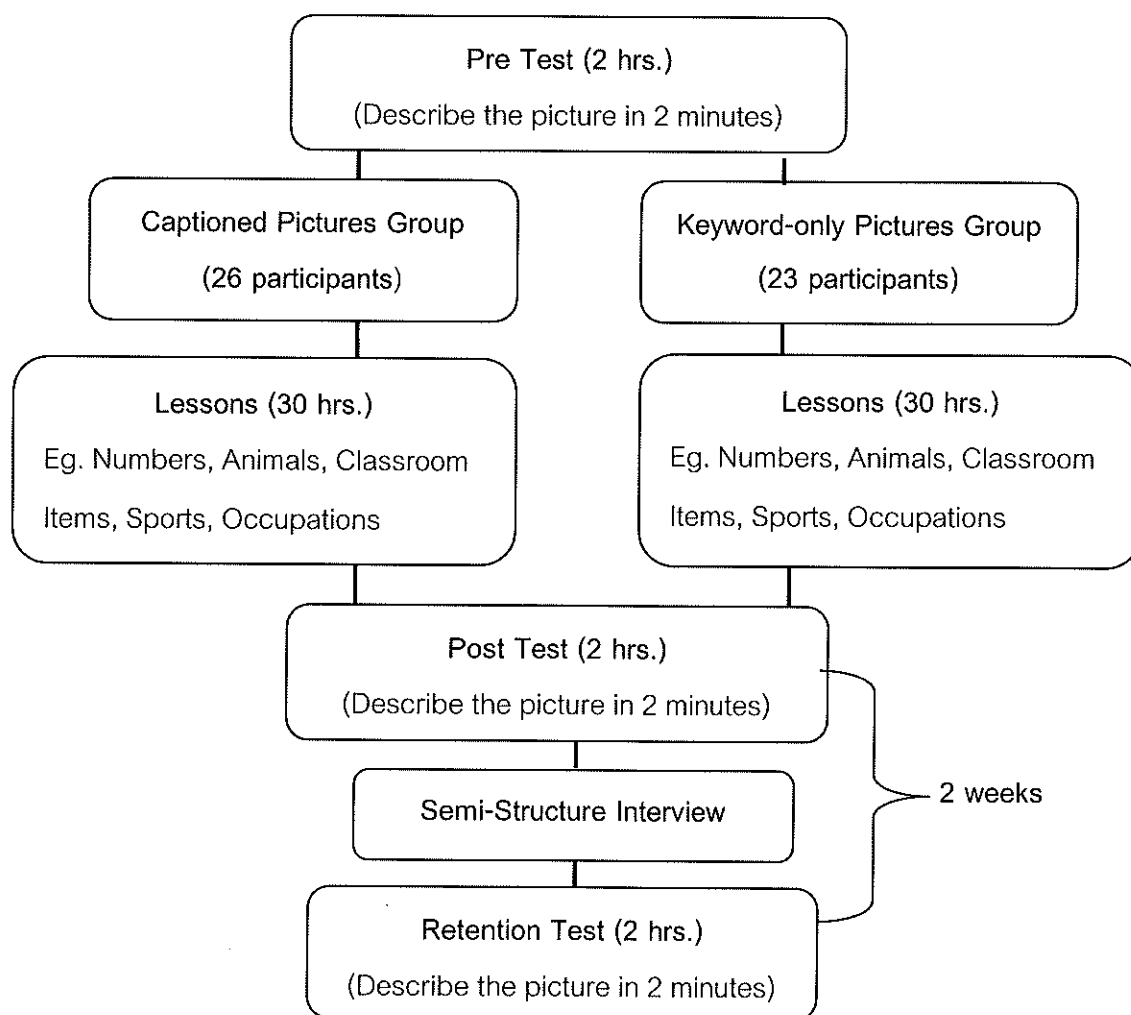 Pre Test (2 hrs.)
(Describe the picture in 2 minutes)
Captioned Pictures Group
(26 participants)
Keyword-only Pictures Group
(23 participants)
Lessons (30 hrs.)
Eg. Numbers, Animals, Classroom
Items, Sports, Occupations
Lessons (30 hrs.)
Eg. Numbers, Animals, Classroom
Items, Sports, Occupations
Post Test (2 hrs.)
(Describe the picture in 2 minutes)
2 weeks
Semi-Structure Interview
Retention Test (2 hrs.)
(Describe the picture in 2 minutes)